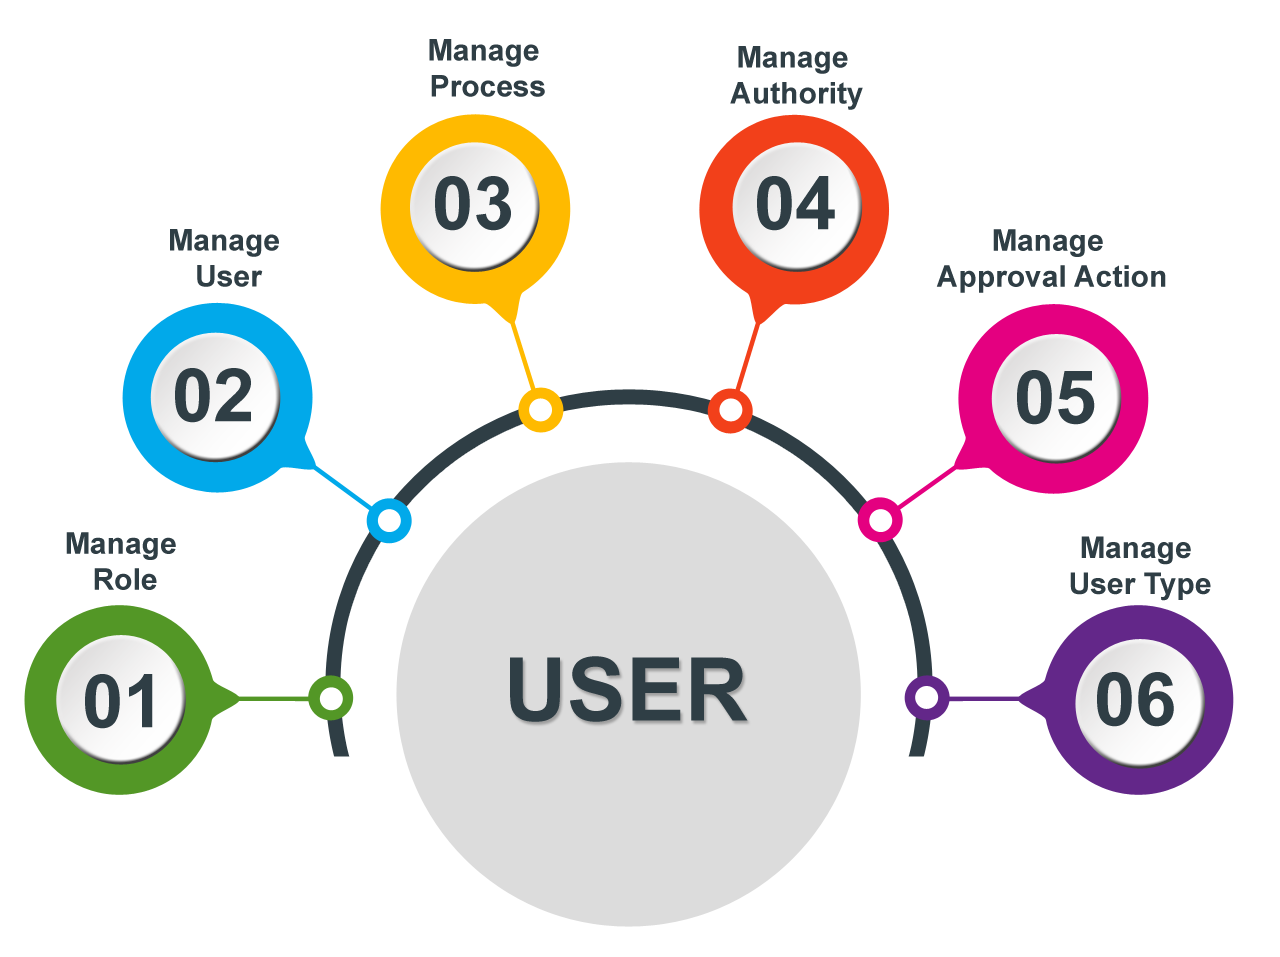 Manage
Role
01
Manage
User
02
Manage
Process
03
Manage
Authority
04
Manage
Approval Action
05
Manage
User Type
06
USER